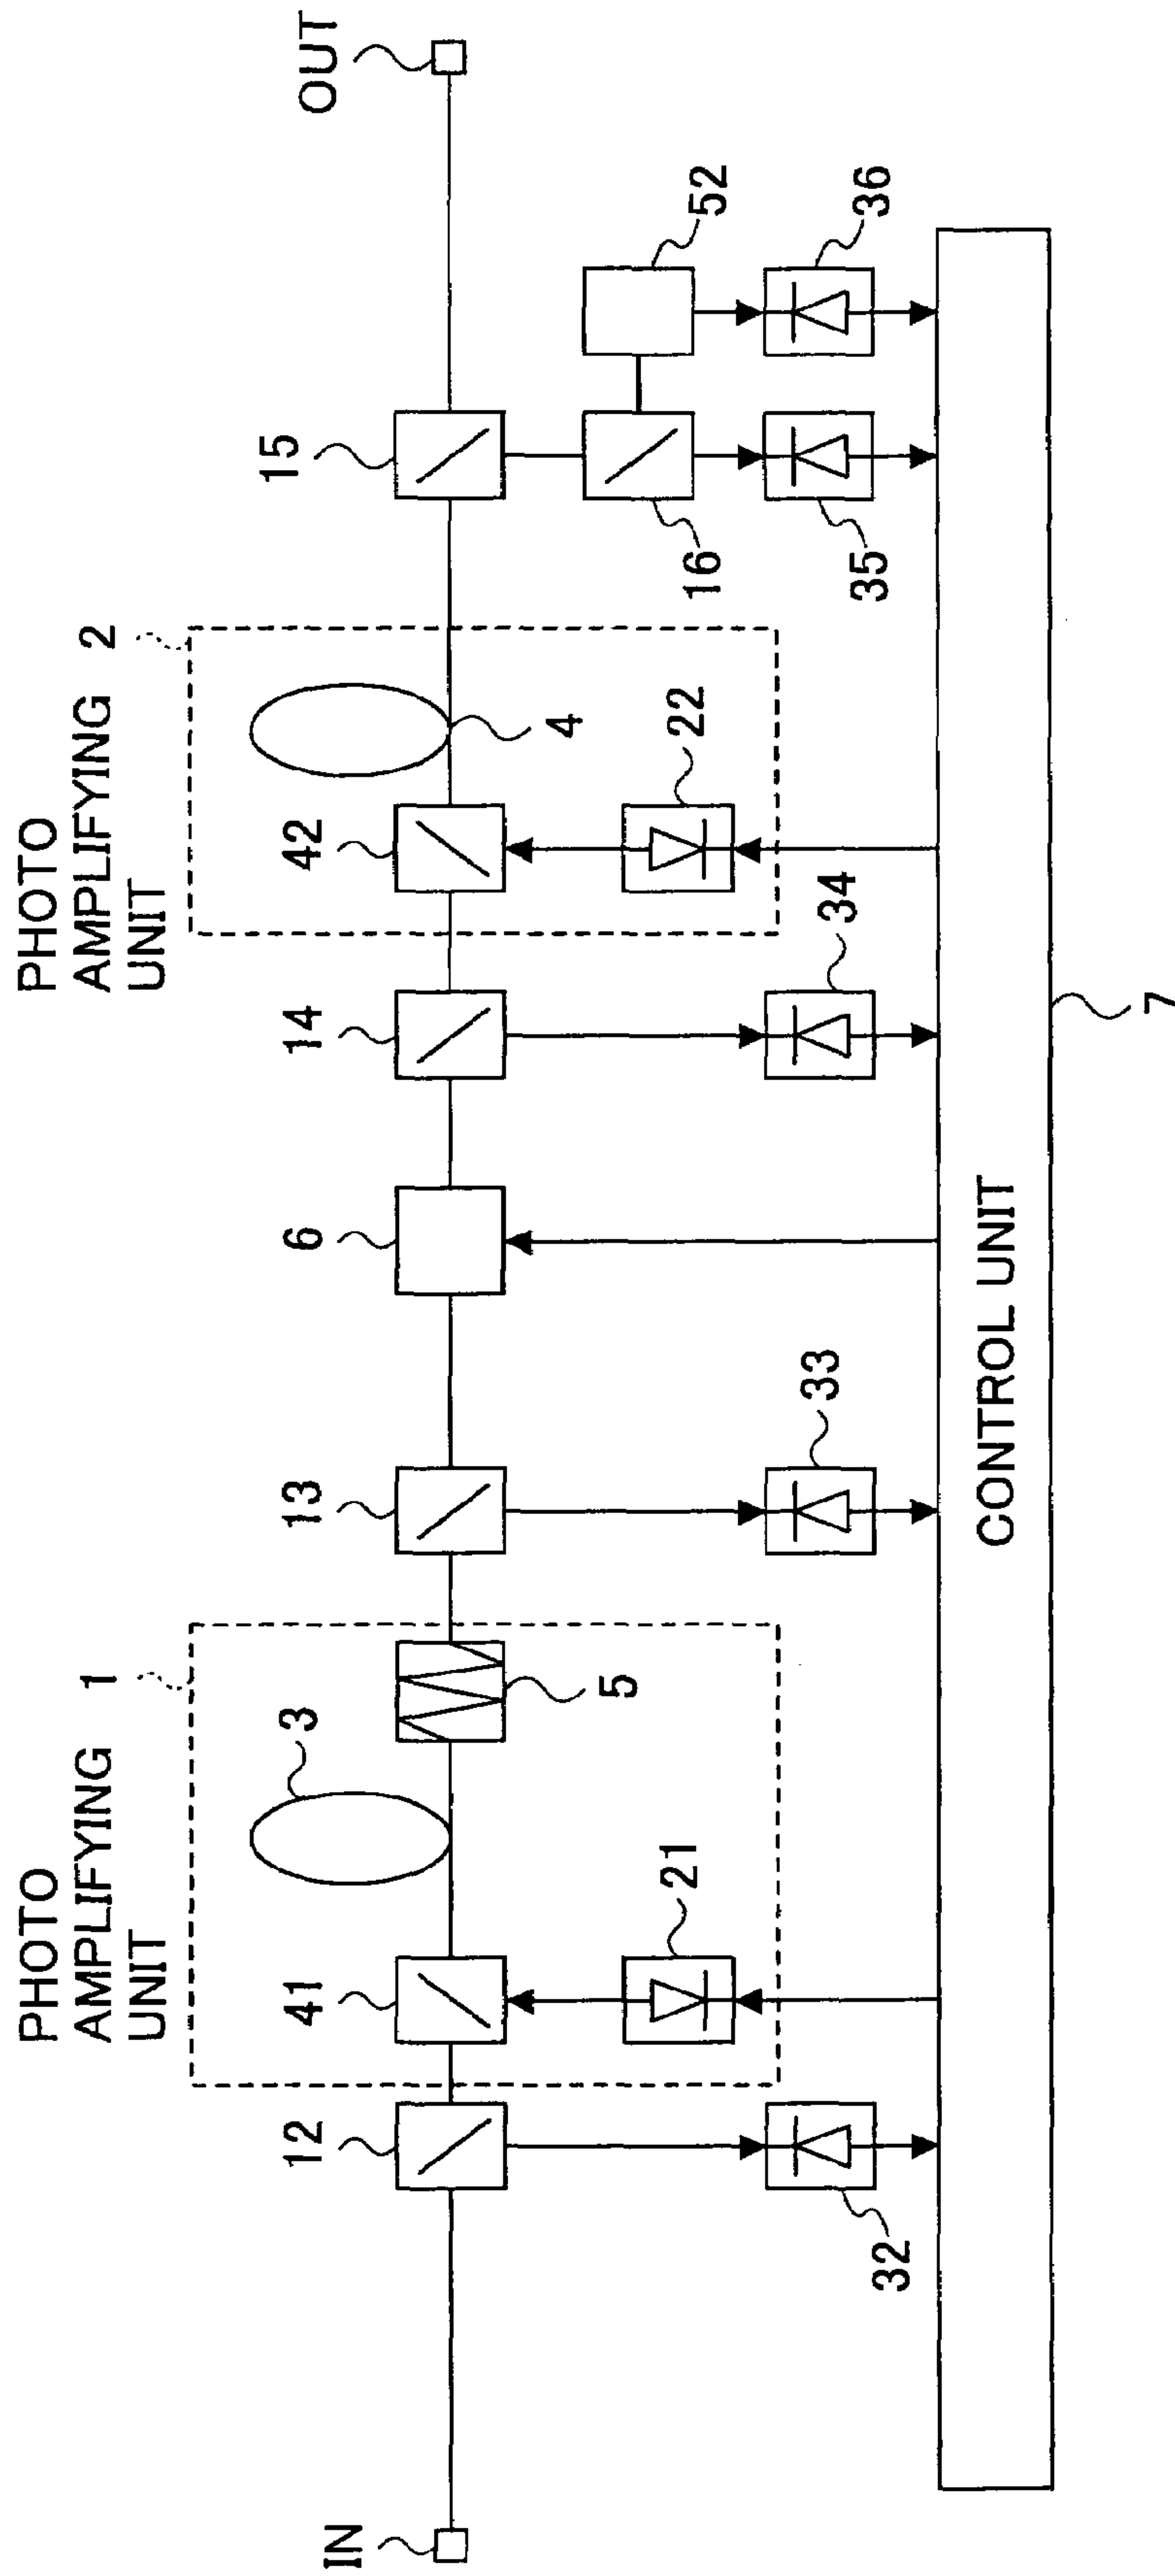 PHOTO
AMPLIFYING 1
UNIT
PHOTO
AMPLIFYING 2
UNIT
IN
12
41
3
5
13
6
14
42
4
15
OUT
21
22
16
52
32
33
34
35
36
CONTROL UNIT
7